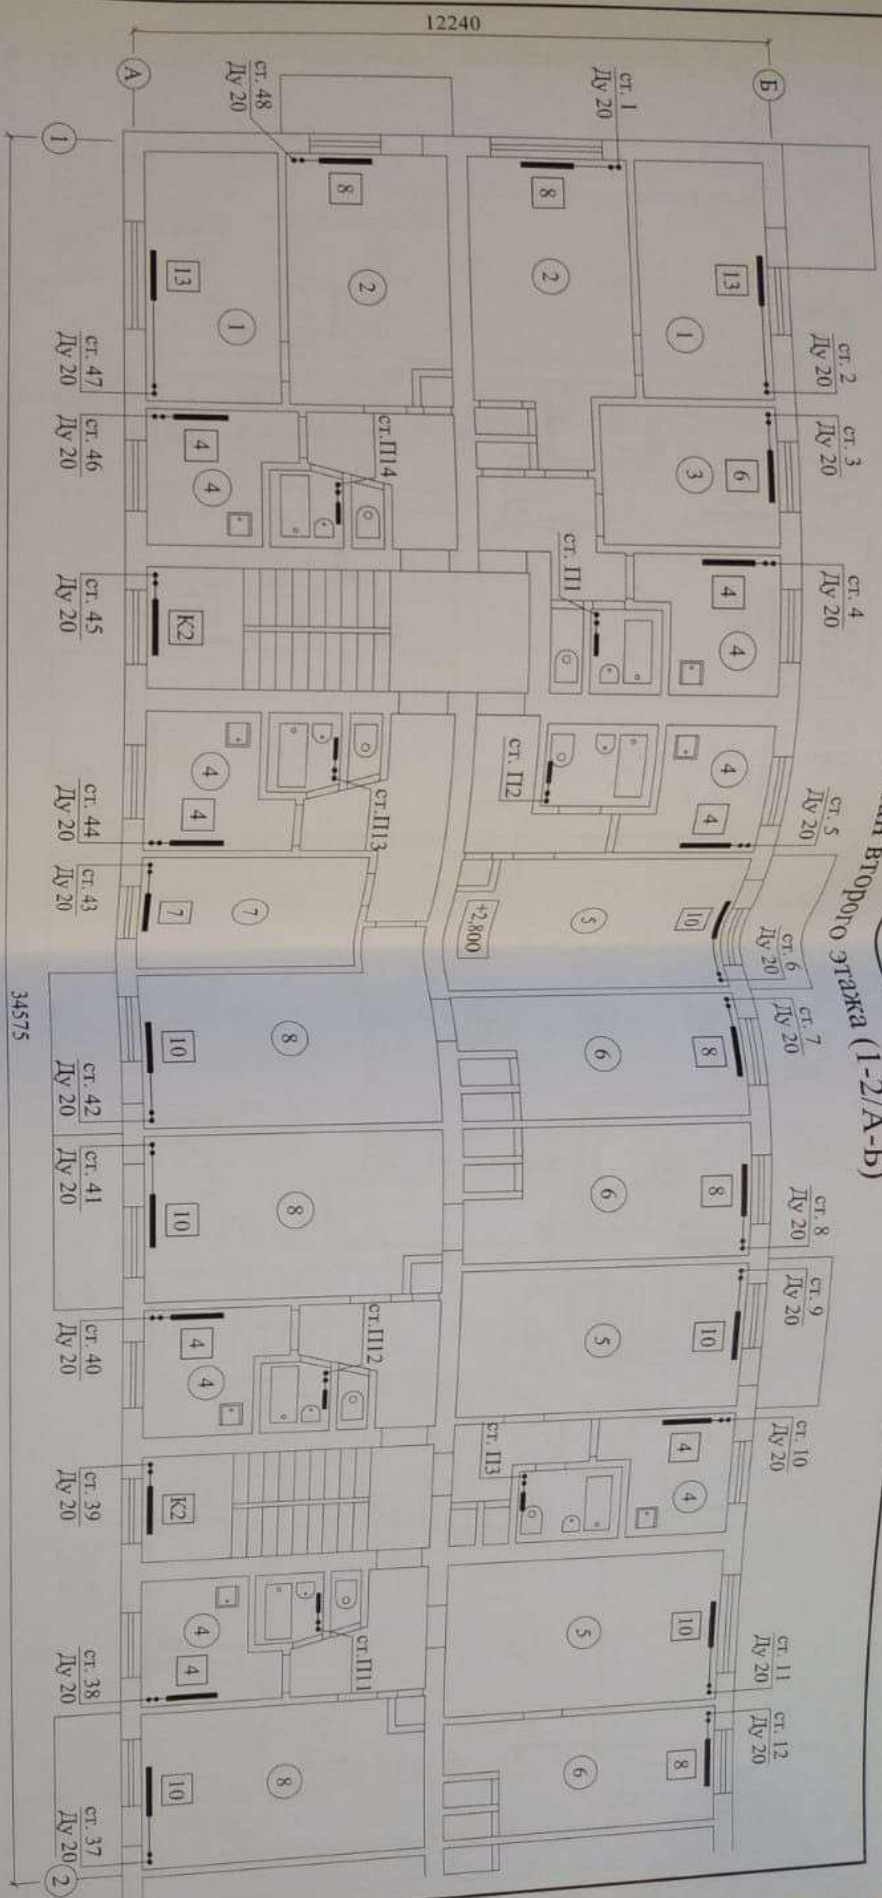 ан второго этажа (1-2/А-Б)
12240
А
Б
1
ст. 48
Ду 20
ст. 1
Ду 20
8
8
13
13
2
2
1
1
ст. 47
Ду 20
ст. 2
Ду 20
ст. 46
Ду 20
4
4
ст.П14
3
6
ст. 3
Ду 20
ст. 45
Ду 20
К2
ст. П1
4
4
ст. 4
Ду 20
ст. 44
Ду 20
4
4
ст.П13
ст. П2
4
4
ст. 5
Ду 20
ст. 43
Ду 20
7
7
+2,800
5
10
ст. 6
Ду 20
34575
ст. 42
Ду 20
10
8
6
8
ст. 7
Ду 20
ст. 41
Ду 20
10
8
6
8
ст. 8
Ду 20
ст. 40
Ду 20
4
4
ст.П12
5
10
ст. 9
Ду 20
ст. 39
Ду 20
К2
ст. П3
4
4
ст. 10
Ду 20
ст. 38
Ду 20
4
4
ст.П11
5
10
ст. 11
Ду 20
ст. 37
Ду 20
10
8
6
8
ст. 12
Ду 20
2